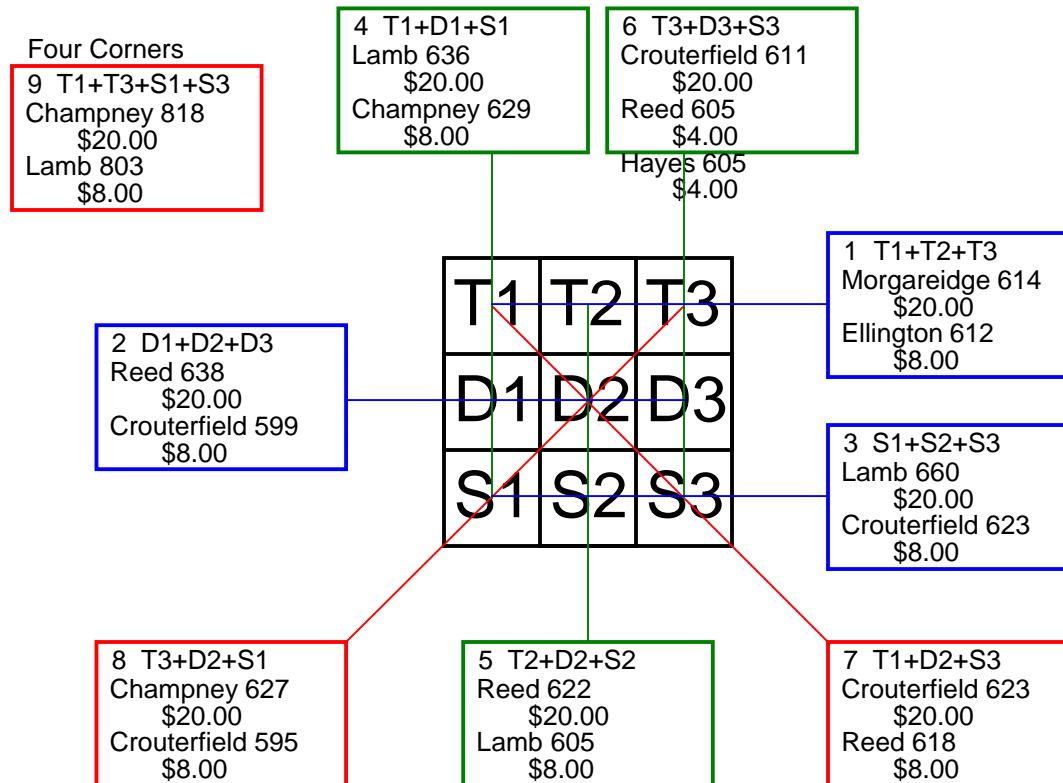 Four Corners
9 T1+T3+S1+S3
Champney 818
$20.00
Lamb 803
$8.00
4 T1+D1+S1
Lamb 636
$20.00
Champney 629
$8.00
6 T3+D3+S3
Crouterfield 611
$20.00
Reed 605
$4.00
Hayes 605
$4.00
1 T1+T2+T3
Morgareidge 614
$20.00
Ellington 612
$8.00
2 D1+D2+D3
Reed 638
$20.00
Crouterfield 599
$8.00
T1 T2 T3
D1 D2 D3
S1 S2 S3
3 S1+S2+S3
Lamb 660
$20.00
Crouterfield 623
$8.00
8 T3+D2+S1
Champney 627
$20.00
Crouterfield 595
$8.00
5 T2+D2+S2
Reed 622
$20.00
Lamb 605
$8.00
7 T1+D2+S3
Crouterfield 623
$20.00
Reed 618
$8.00